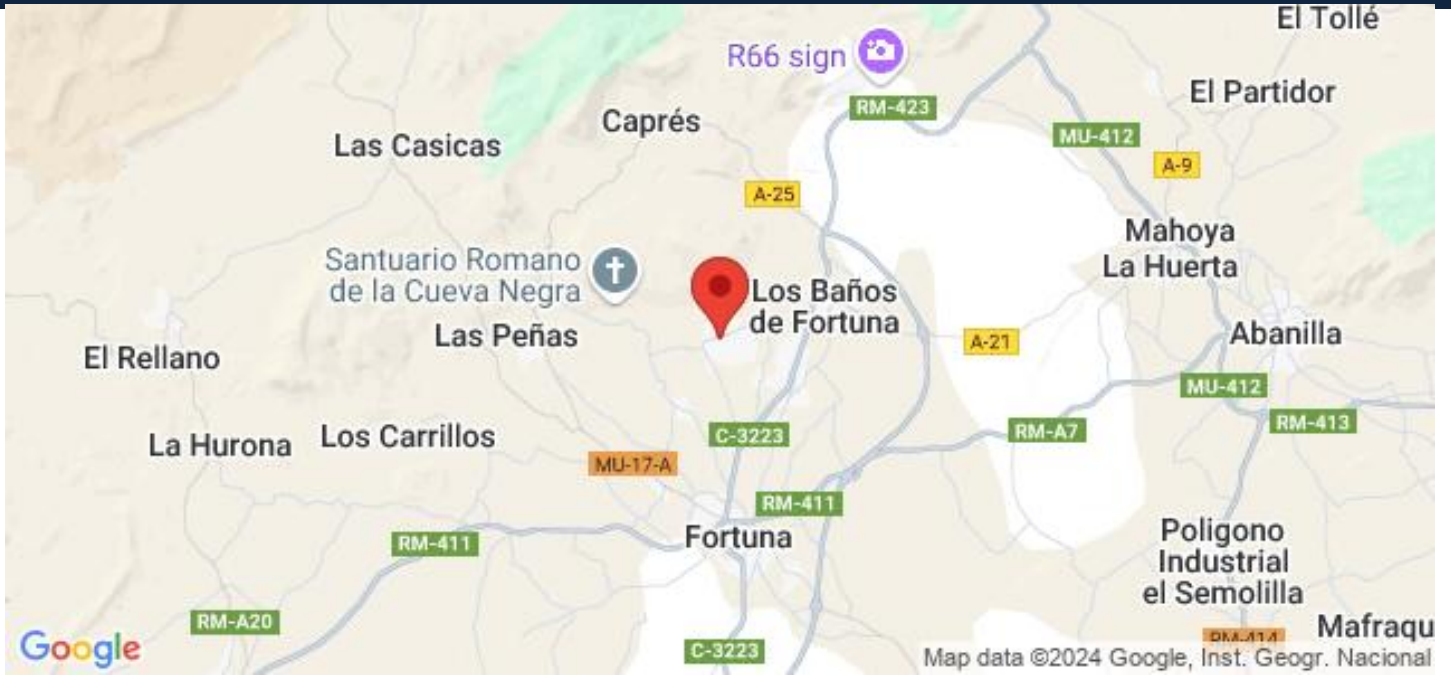 El Tollé
R66 sign
RM-423
El Partidor
Caprés
Las Casicas
MU-412
A-9
A-25
Mahoya
La Huerta
Santuario Romano
de la Cueva Negra
Los Baños
de Fortuna
Las Peñas
Abanilla
El Rellano
A-21
MU-412
RM-413
La Hurona
Los Carrillos
C-3223
RM-A7
MU-17-A
RM-411
Fortuna
RM-411
Poligono
Industrial
el Semolilla
RM-A20
Mafraqu
RM-414
Google
C-3223
Map data ©2024 Google, Inst. Geogr. Nacional